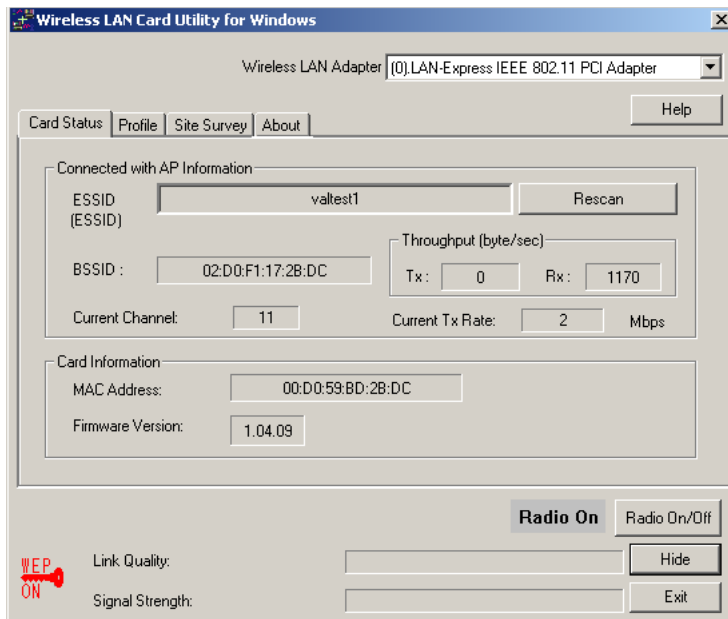 Wireless LAN Card Utility for Windows
Wireless LAN Adapter (0).LAN-Express IEEE 802.11 PCI Adapter
Help
Card Status Profile Site Survey About
Connected with AP Information
ESSID (ESSID) valtest1 Rescan
Throughput (byte/sec)
BSSID : 02:D0:F1:17:2B:DC Tx : 0 Rx : 1170
Current Channel: 11 Current Tx Rate: 2 Mbps
Card Information
MAC Address: 00:D0:59:BD:2B:DC
Firmware Version: 1.04.09
Radio On Radio On/Off
WEP ON
Link Quality: Hide
Signal Strength: Exit